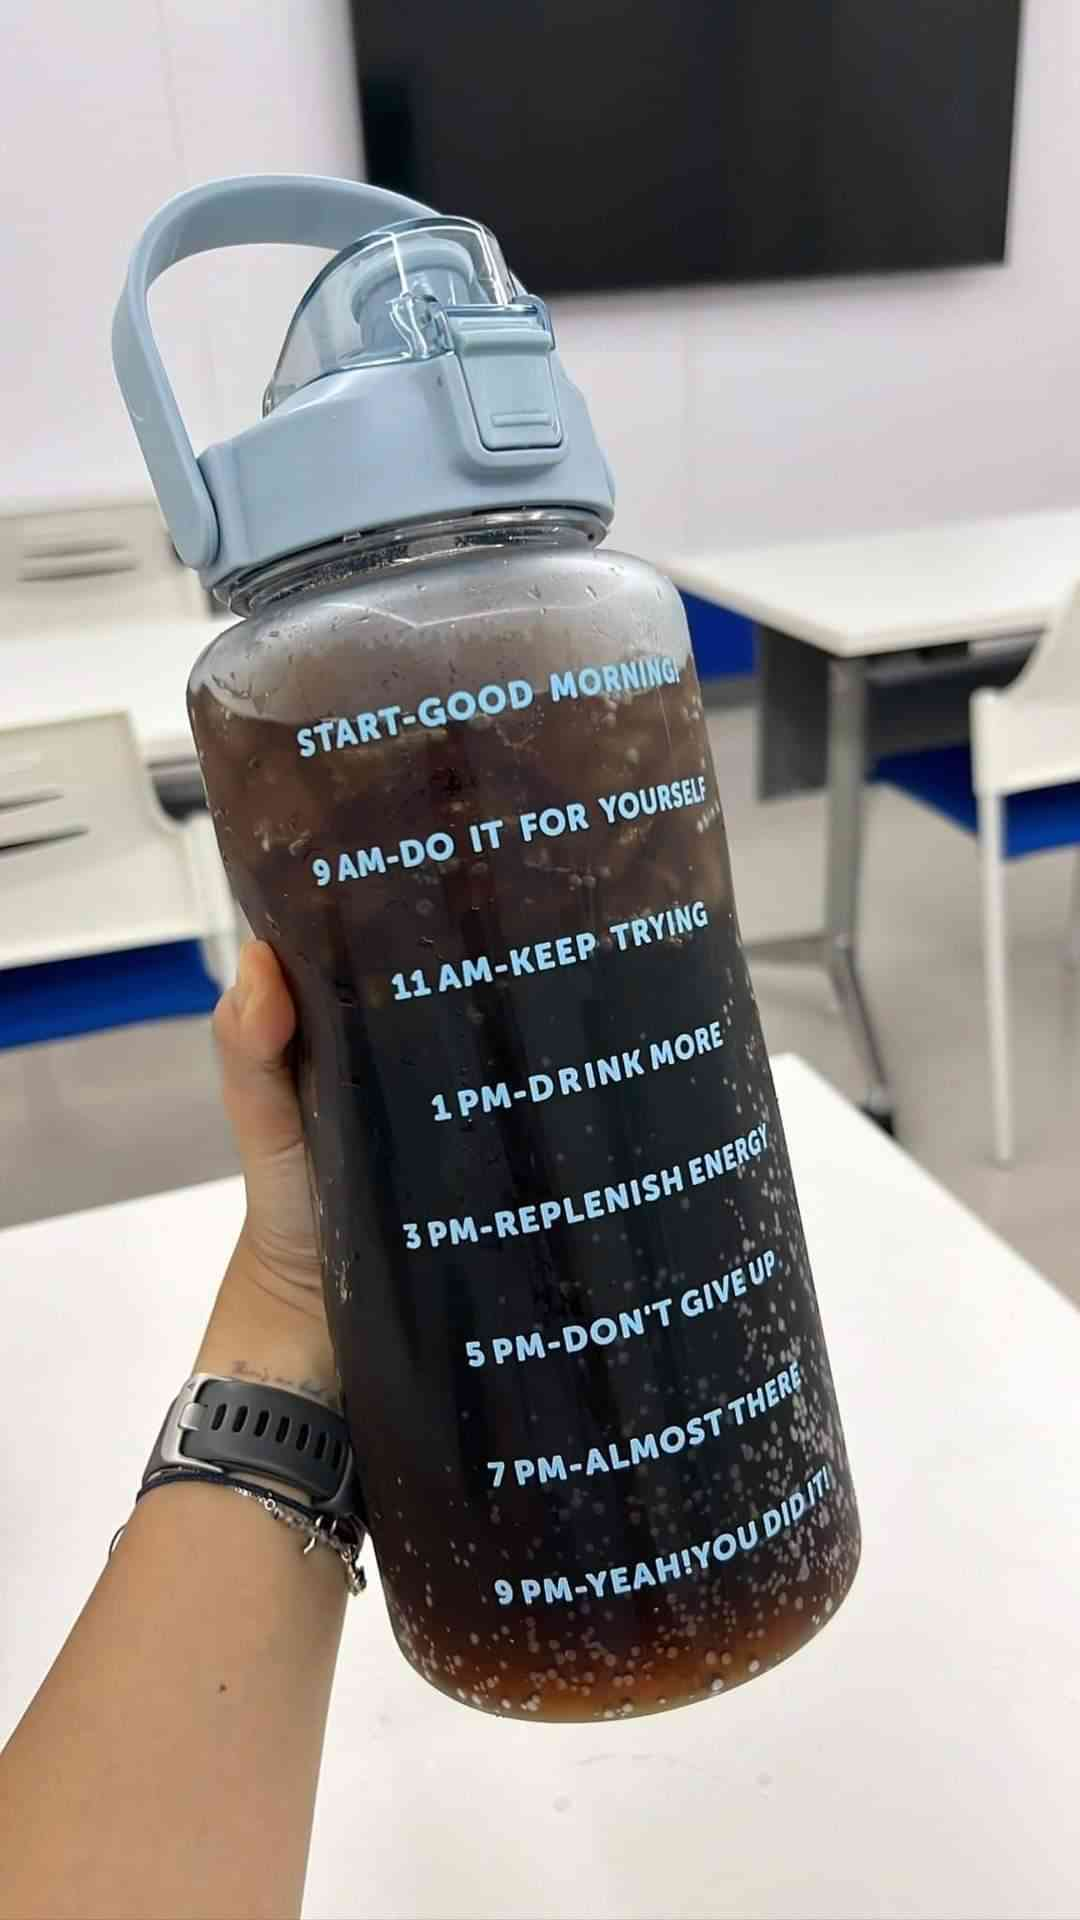 START-GOOD MORNING!
9 AM-DO IT FOR YOURSELF
11 AM-KEEP TRYING
1 PM-DRINK MORE
3 PM-REPLENISH ENERGY
5 PM-DON'T GIVE UP
7 PM-ALMOST THERE
9 PM-YEAH!YOU DID IT!